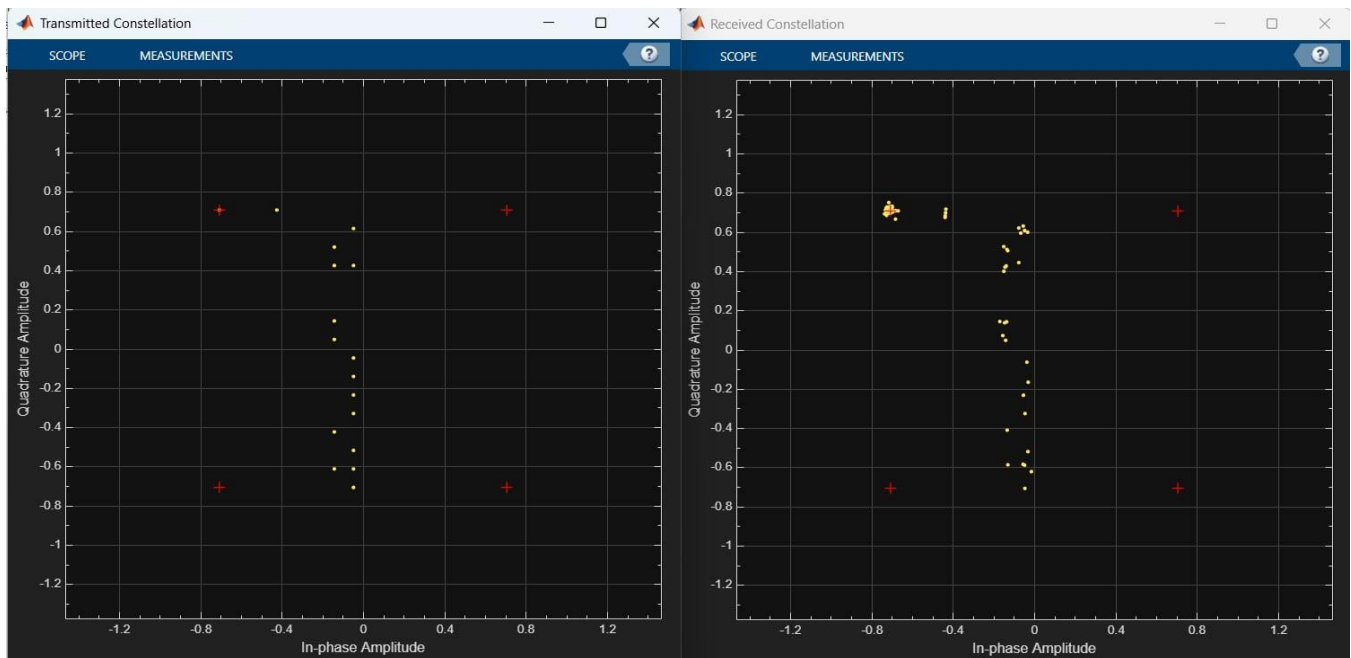 Transmitted Constellation
SCOPE MEASUREMENTS ?
1.2
1
0.8
0.6
0.4
0.2
0
-0.2
-0.4
-0.6
-0.8
-1
-1.2
Quadrature Amplitude
-1.2 -0.8 -0.4 0 0.4 0.8 1.2
In-phase Amplitude
Received Constellation
SCOPE MEASUREMENTS ?
1.2
1
0.8
0.6
0.4
0.2
0
-0.2
-0.4
-0.6
-0.8
-1
-1.2
Quadrature Amplitude
-1.2 -0.8 -0.4 0 0.4 0.8 1.2
In-phase Amplitude